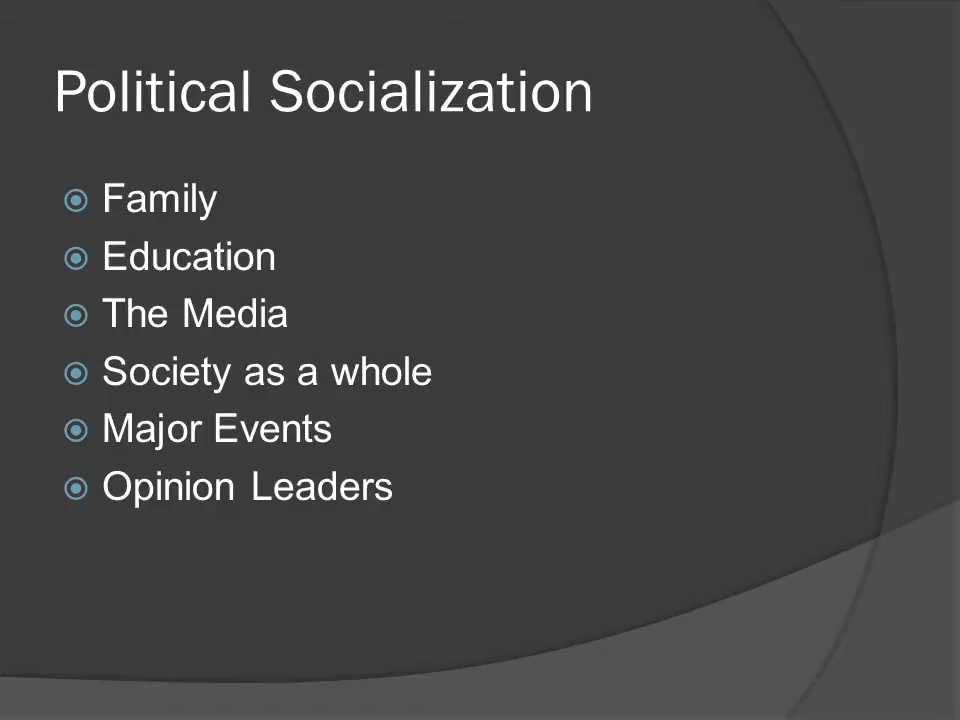 Political Socialization
Family
Education
The Media
Society as a whole
Major Events
Opinion Leaders